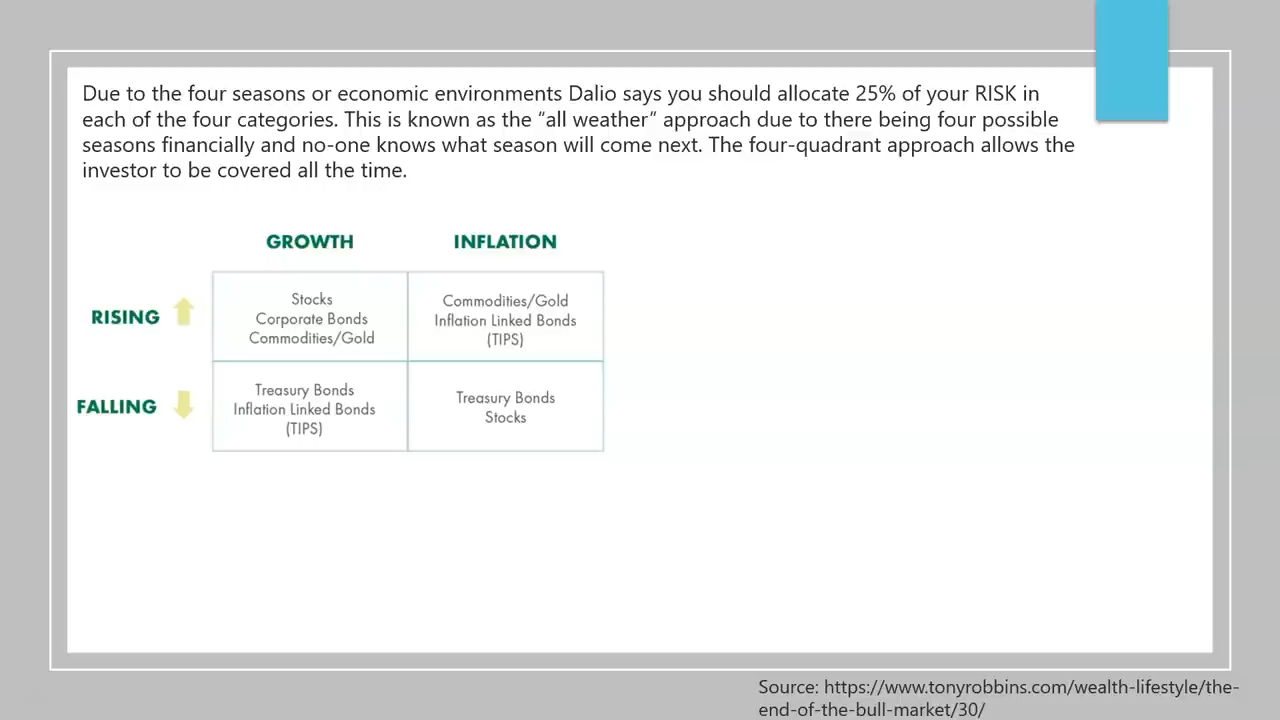 Due to the four seasons or economic environments Dalio says you should allocate 25% of your RISK in
each of the four categories. This is known as the “all weather” approach due to there being four possible
seasons financially and no-one knows what season will come next. The four-quadrant approach allows the
investor to be covered all the time.
GROWTH
INFLATION
RISING
Stocks
Corporate Bonds
Commodities/Gold
Commodities/Gold
Inflation Linked Bonds
(TIPS)
FALLING
Treasury Bonds
Inflation Linked Bonds
(TIPS)
Treasury Bonds
Stocks
Source: https://www.tonyrobbins.com/wealth-lifestyle/the-
end-of-the-bull-market/30/